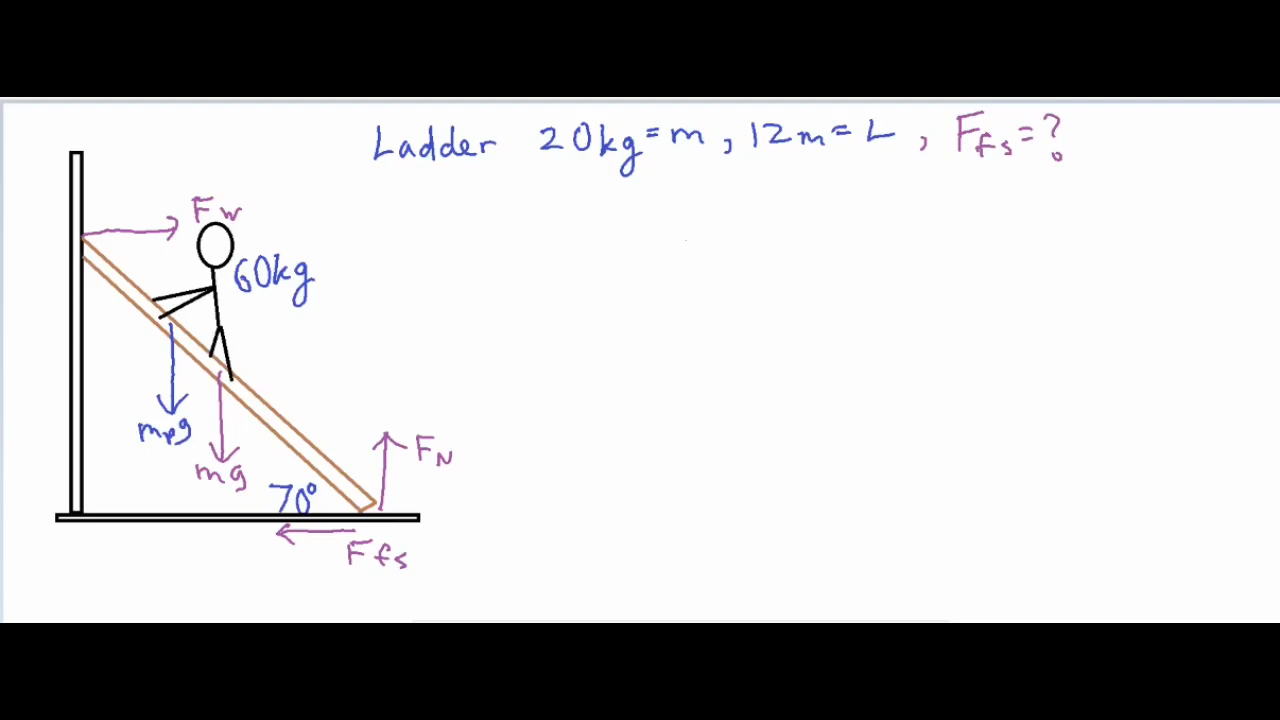 Ladder 20kg=m, 12m=L, Ffs=?
Fw
60kg
mpg
mg
FN
70°
Ffs